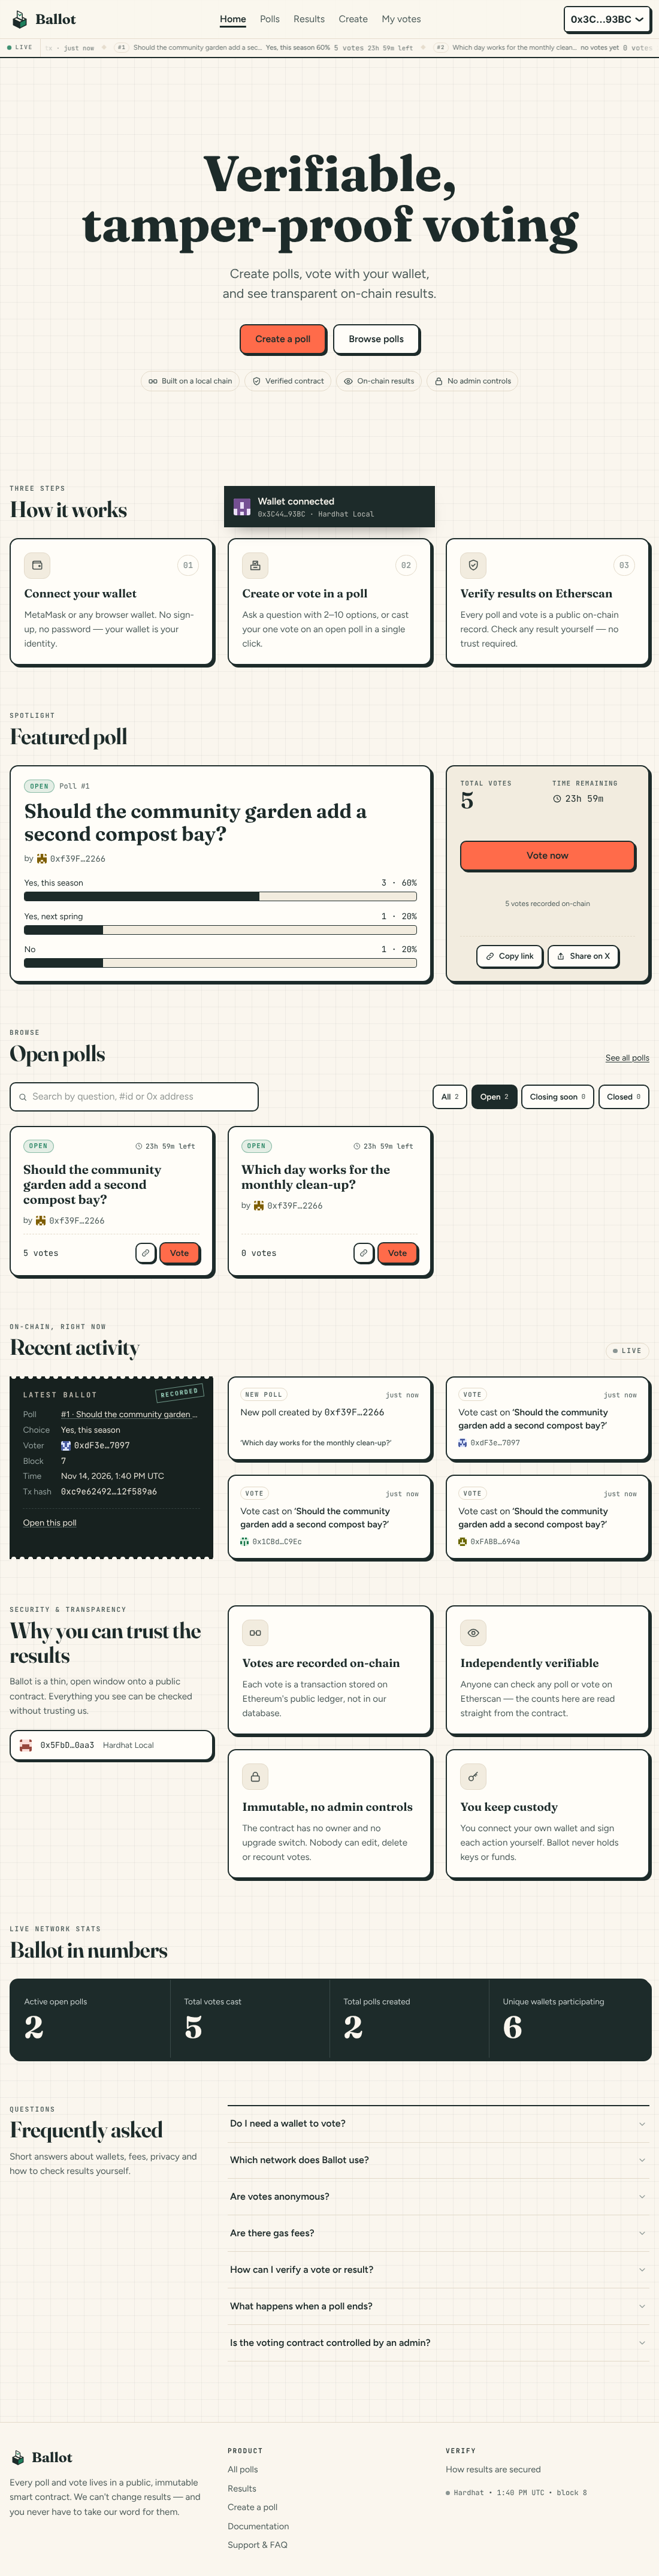 Ballot
Home Polls Results Create My votes
0x3C...93BC
LIVE
just now #1 Should the community garden add a sec... Yes, this season 60% 5 votes 23h 59m left #2 Which day works for the monthly clean... no votes yet 0 votes
Verifiable,
tamper-proof voting
Create polls, vote with your wallet,
and see transparent on-chain results.
Create a poll
Browse polls
Built on a local chain
Verified contract
On-chain results
No admin controls
THREE STEPS
How it works
Wallet connected
0x3C44…93BC · Hardhat Local
01
Connect your wallet
MetaMask or any browser wallet. No sign-
up, no password — your wallet is your
identity.
02
Create or vote in a poll
Ask a question with 2–10 options, or cast
your one vote on an open poll in a single
click.
03
Verify results on Etherscan
Every poll and vote is a public on-chain
record. Check any result yourself — no
trust required.
SPOTLIGHT
Featured poll
OPEN Poll #1
Should the community garden add a
second compost bay?
by 0xf39F…2266
Yes, this season 3 · 60%
Yes, next spring 1 · 20%
No 1 · 20%
TOTAL VOTES
5
TIME REMAINING
23h 59m
Vote now
5 votes recorded on-chain
Copy link
Share on X
BROWSE
Open polls
See all polls
Search by question, #id or 0x address
All 2
Open 2
Closing soon 0
Closed 0
OPEN 23h 59m left
Should the community
garden add a second
compost bay?
by 0xf39F…2266
5 votes
Vote
OPEN 23h 59m left
Which day works for the
monthly clean-up?
by 0xf39F…2266
0 votes
Vote
ON-CHAIN, RIGHT NOW
Recent activity
LIVE
LATEST BALLOT
RECORDED
Poll #1 · Should the community garden …
Choice Yes, this season
Voter 0xdF3e…7097
Block 7
Time Nov 14, 2026, 1:40 PM UTC
Tx hash 0xc9e62492…12f589a6
Open this poll
NEW POLL just now
New poll created by 0xf39F…2266
‘Which day works for the monthly clean-up?’
VOTE just now
Vote cast on ‘Should the community
garden add a second compost bay?’
0xdF3e…7097
VOTE just now
Vote cast on ‘Should the community
garden add a second compost bay?’
0x1CBd…C9Ec
VOTE just now
Vote cast on ‘Should the community
garden add a second compost bay?’
0xFABB…694a
SECURITY & TRANSPARENCY
Why you can trust the
results
Ballot is a thin, open window onto a public
contract. Everything you see can be checked
without trusting us.
0x5FbD…0aa3 Hardhat Local
Votes are recorded on-chain
Each vote is a transaction stored on
Ethereum's public ledger, not in our
database.
Independently verifiable
Anyone can check any poll or vote on
Etherscan — the counts here are read
straight from the contract.
Immutable, no admin controls
The contract has no owner and no
upgrade switch. Nobody can edit, delete
or recount votes.
You keep custody
You connect your own wallet and sign
each action yourself. Ballot never holds
keys or funds.
LIVE NETWORK STATS
Ballot in numbers
Active open polls
2
Total votes cast
5
Total polls created
2
Unique wallets participating
6
QUESTIONS
Frequently asked
Short answers about wallets, fees, privacy and
how to check results yourself.
Do I need a wallet to vote?
Which network does Ballot use?
Are votes anonymous?
Are there gas fees?
How can I verify a vote or result?
What happens when a poll ends?
Is the voting contract controlled by an admin?
Ballot
Every poll and vote lives in a public, immutable
smart contract. We can't change results — and
you never have to take our word for them.
PRODUCT
All polls
Results
Create a poll
Documentation
Support & FAQ
VERIFY
How results are secured
Hardhat · 1:40 PM UTC · block 8